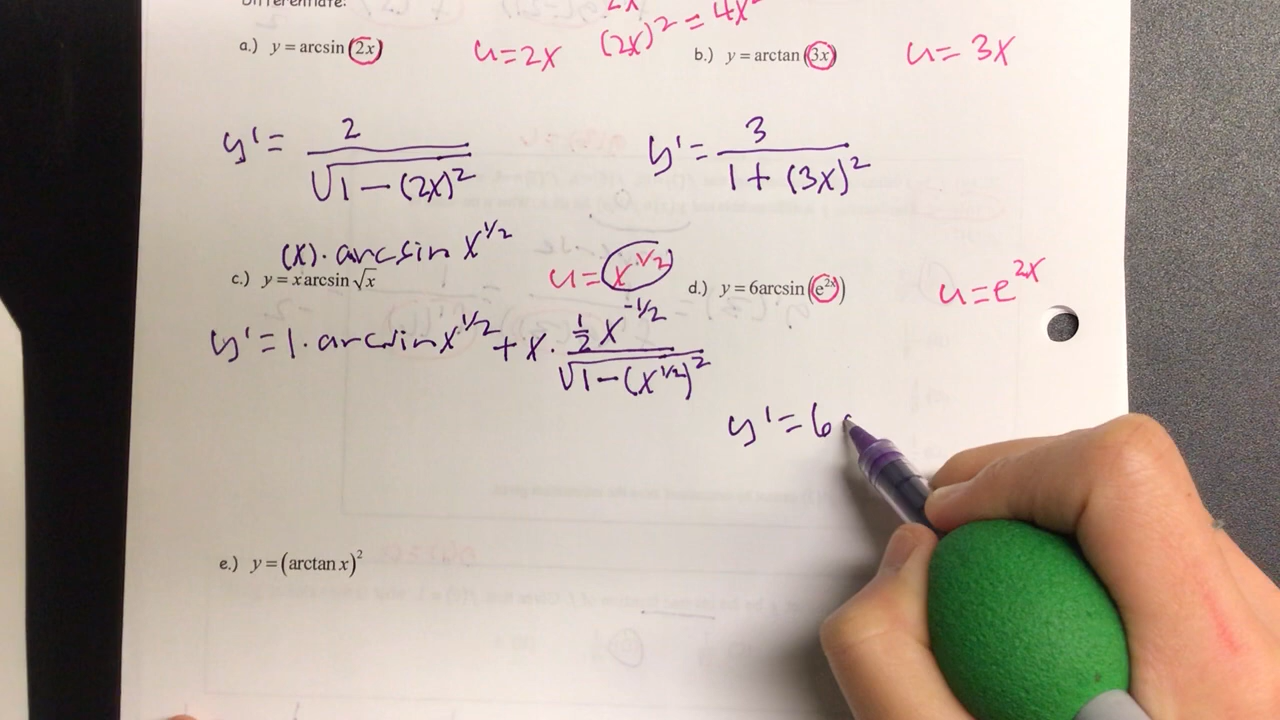 Differentiate:
2x
a.) y = arcsin (2x) u=2x (2x)² = 4x² b.) y = arctan (3x) u = 3x
y' = 2 / √1 − (2x)² y' = 3 / 1 + (3x)²
(x) · arcsin x^1/2
c.) y = x arcsin √x u = x^1/2 d.) y = 6arcsin (e^2x) u = e^2x
y' = 1 · arcsin x^1/2 + x · ½ x^-1/2 / √1 − (x^1/2)²
y' = 6
e.) y = (arctan x)²